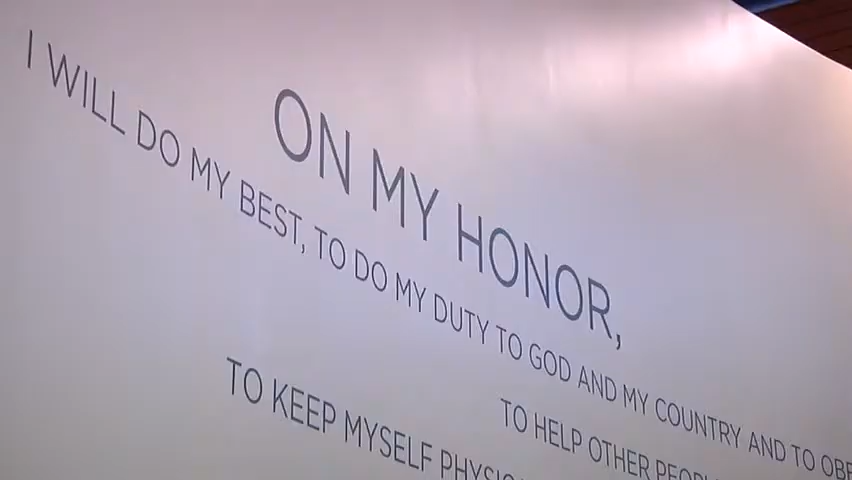 ON MY HONOR,
I WILL DO MY BEST, TO DO MY DUTY TO GOD AND MY COUNTRY AND TO
TO HELP OTHER
TO KEEP MYSELF